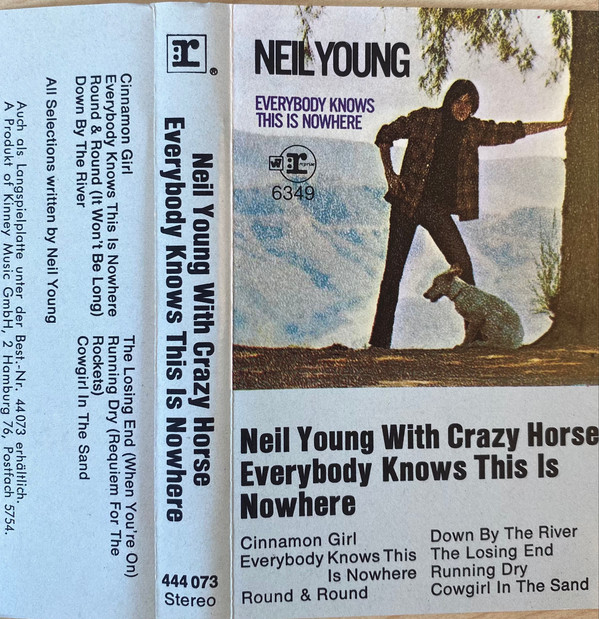 Cinnamon Girl
Everybody Knows This Is Nowhere
Round & Round (It Won't Be Long)
Down By The River
The Losing End (When You're On)
Running Dry (Requiem For The
Rockets)
Cowgirl In The Sand
All Selections written by Neil Young
Auch als Langspielplatte unter der Best.-Nr. 44073 erhältlich.
A Produkt of Kinney Music GmbH, 2 Hamburg 76, Postfach 5754.
r®
Neil Young With Crazy Horse
Everybody Knows This Is Nowhere
444 073
Stereo
NEIL YOUNG
EVERYBODY KNOWS
THIS IS NOWHERE
W r reprise
6349
Neil Young With Crazy Horse
Everybody Knows This Is
Nowhere
Cinnamon Girl
Everybody Knows This
Is Nowhere
Round & Round
Down By The River
The Losing End
Running Dry
Cowgirl In The Sand